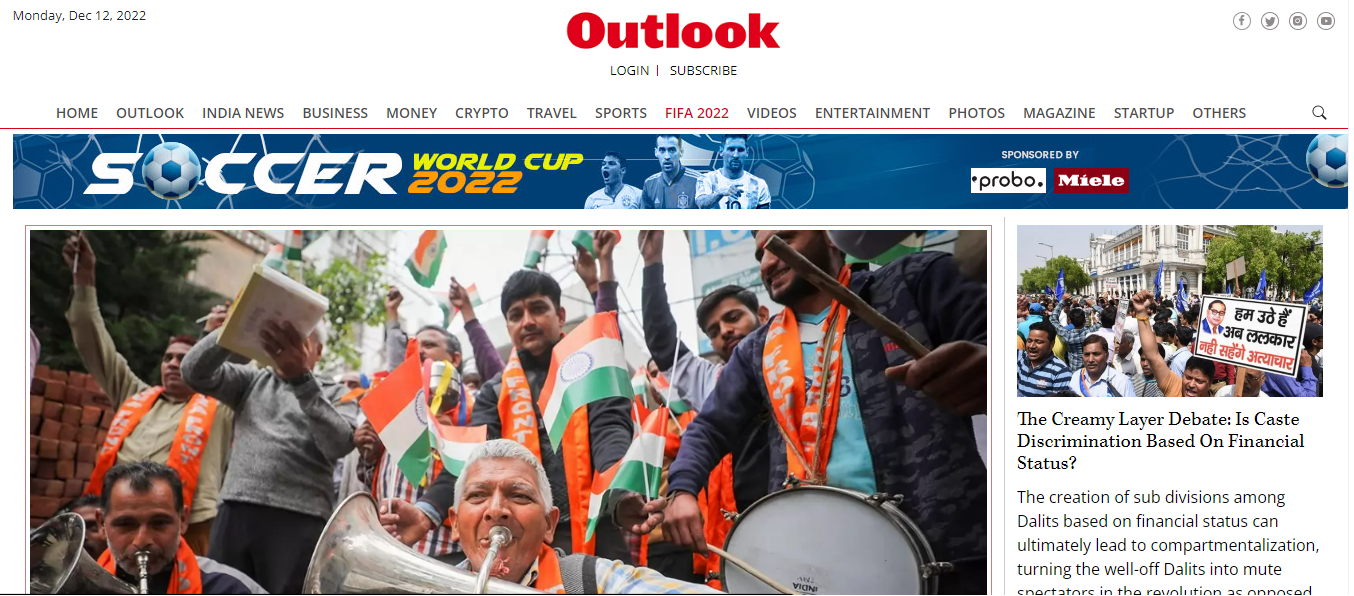 Monday, Dec 12, 2022
Outlook
LOGIN | SUBSCRIBE
HOME OUTLOOK INDIA NEWS BUSINESS MONEY CRYPTO TRAVEL SPORTS FIFA 2022 VIDEOS ENTERTAINMENT PHOTOS MAGAZINE STARTUP OTHERS
SOCCER WORLD CUP
2022
10
SPONSORED BY
probo. Miele
INDIA
हम उठे हैं
अब ललकार
नही सहेंगे अत्याचार
The Creamy Layer Debate: Is Caste
Discrimination Based On Financial
Status?
The creation of sub divisions among
Dalits based on financial status can
ultimately lead to compartmentalization,
turning the well-off Dalits into mute
spectators in the revolution as opposed